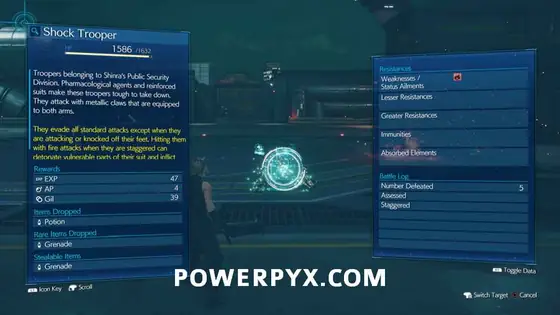 Shock Trooper
HP 1586 /1632
Troopers belonging to Shinra's Public Security
Division. Pharmacological agents and reinforced
suits make these troopers tough to take down.
They attack with metallic claws that are equipped
to both arms.
They evade all standard attacks except when they
are attacking or knocked off their feet. Hitting them
with fire attacks when they are staggered can
detonate vulnerable parts of their suit and inflict
Rewards
EXP 47
AP 4
Gil 39
Items Dropped
Potion
Rare Items Dropped
Grenade
Stealable Items
Grenade
Icon Key Scroll
Resistances
Weaknesses /
Status Ailments
Lesser Resistances
Greater Resistances
Immunities
Absorbed Elements
Battle Log
Number Defeated 5
Assessed
Staggered
Toggle Data
Switch Target Cancel
POWERPYX.COM